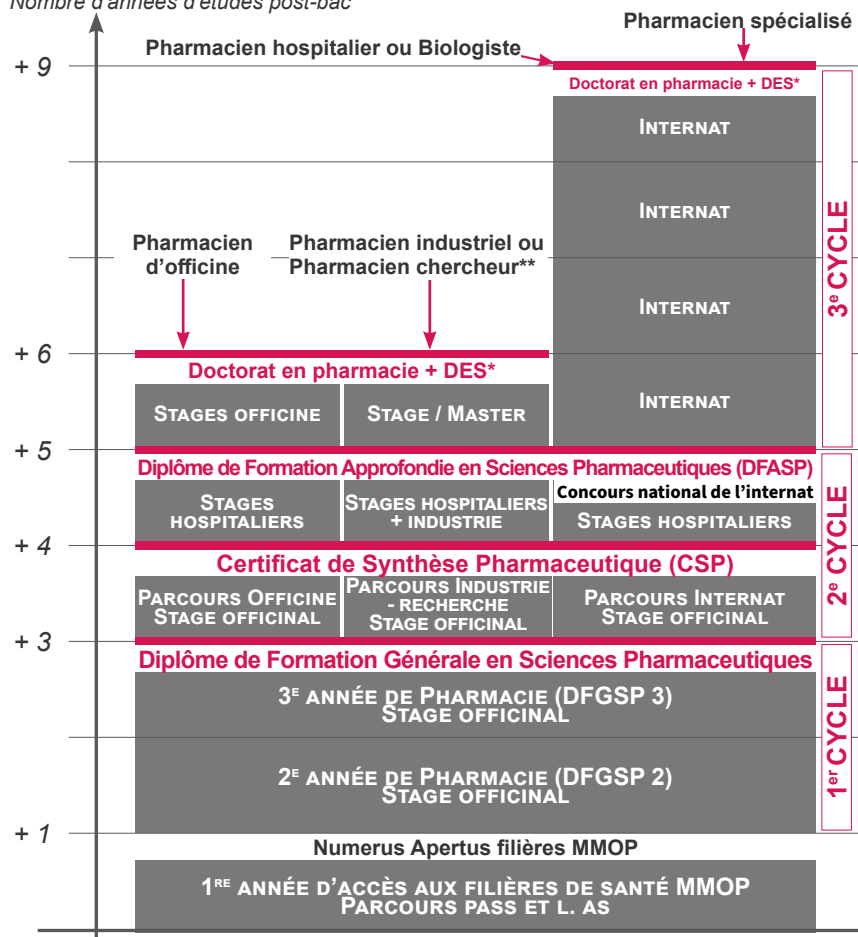 Nombre d'années d'études post-bac
Pharmacien spécialisé
Pharmacien hospitalier ou Biologiste
+ 9
Doctorat en pharmacie + DES*
Internat
Internat
Pharmacien
d'officine
Pharmacien industriel ou
Pharmacien chercheur**
Internat
3e CYCLE
+ 6
Doctorat en pharmacie + DES*
Internat
Stages officine
Stage / Master
+ 5
Diplôme de Formation Approfondie en Sciences Pharmaceutiques (DFASP)
Stages
hospitaliers
Stages hospitaliers
+ industrie
Concours national de l'internat
Stages hospitaliers
2e CYCLE
+ 4
Certificat de Synthèse Pharmaceutique (CSP)
Parcours Officine
Stage officinal
Parcours Industrie
- recherche
Stage officinal
Parcours Internat
Stage officinal
+ 3
Diplôme de Formation Générale en Sciences Pharmaceutiques
3e année de Pharmacie (DFGSP 3)
Stage officinal
1er CYCLE
2e année de Pharmacie (DFGSP 2)
Stage officinal
+ 1
Numerus Apertus filières MMOP
1re année d'accès aux filières de santé MMOP
Parcours PASS et L. AS